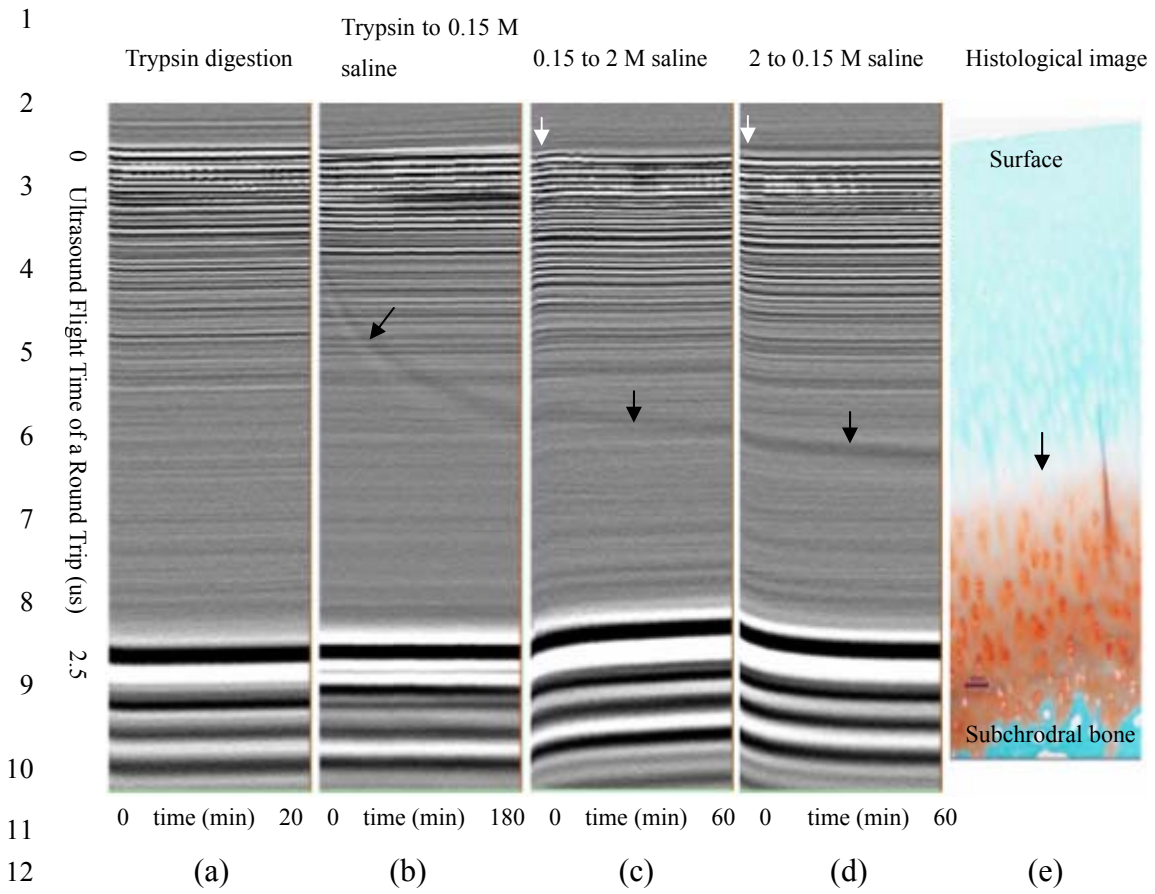 1
Trypsin digestion
Trypsin to 0.15 M
saline
0.15 to 2 M saline
2 to 0.15 M saline
Histological image
2
0 Ultrasound Flight Time of a Round Trip (us) 2.5
3
4
5
6
7
8
9
10
11
12
Surface
Subchrodral bone
0 time (min) 20
0 time (min) 180
0 time (min) 60
0 time (min) 60
(a) (b) (c) (d) (e)